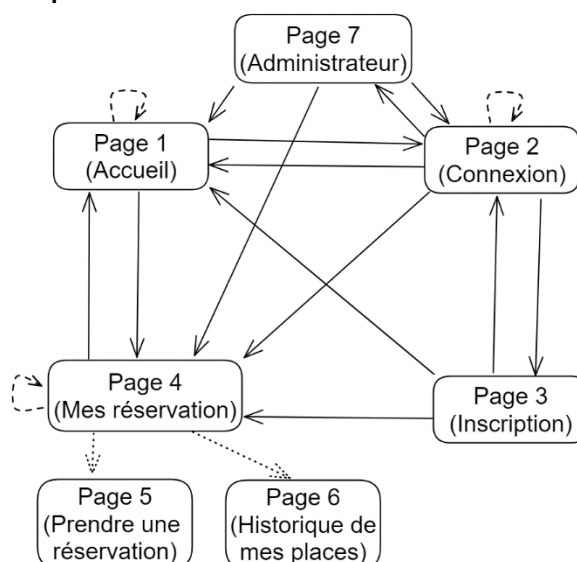 Page 7
(Administrateur)
Page 1
(Accueil)
Page 2
(Connexion)
Page 4
(Mes réservation)
Page 3
(Inscription)
Page 5
(Prendre une
réservation)
Page 6
(Historique de
mes places)